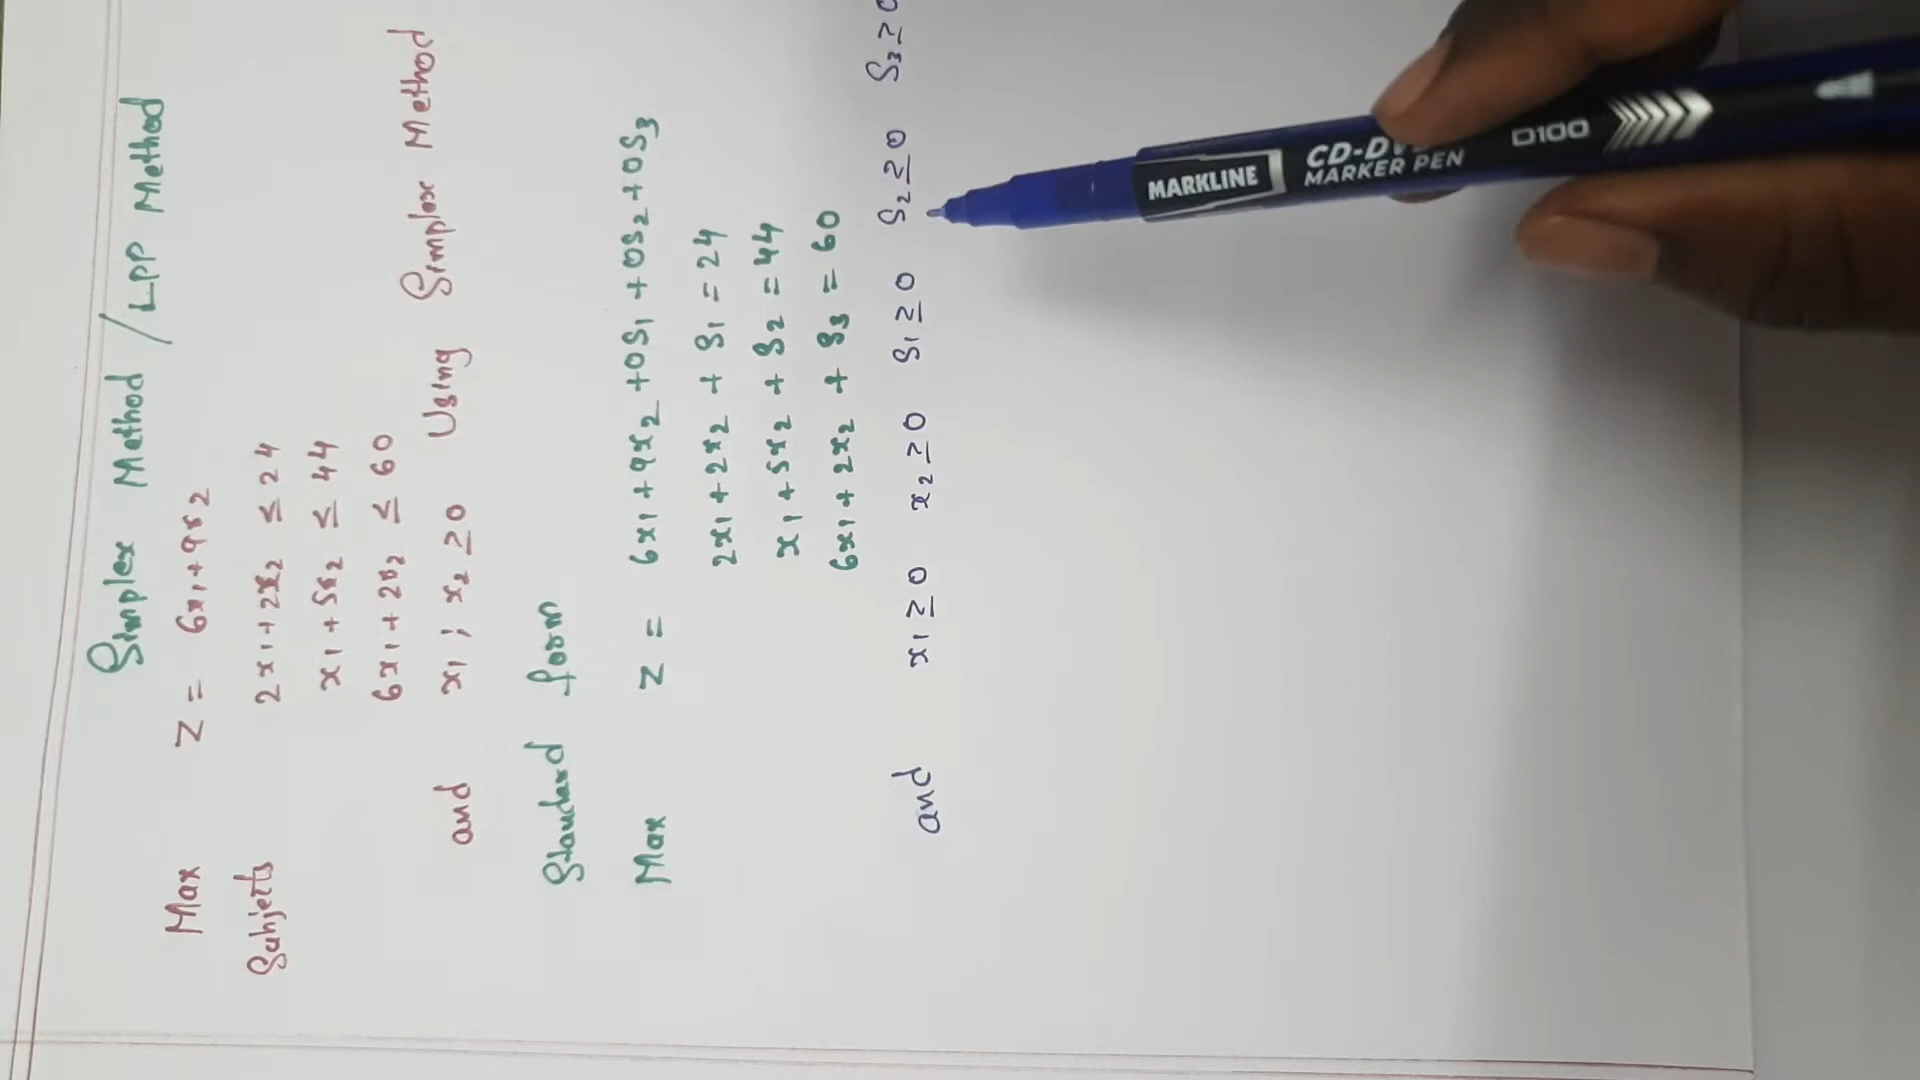 Simplex Method / LPP Method
Max Z = 6x1 + 9x2
Subjects 2x1 + 2x2 ≤ 24
x1 + 5x2 ≤ 44
6x1 + 2x2 ≤ 60
and x1 ; x2 ≥ 0 Using Simplex Method
Standard form
Max Z = 6x1 + 9x2 + 0S1 + 0S2 + 0S3
2x1 + 2x2 + S1 = 24
x1 + 5x2 + S2 = 44
6x1 + 2x2 + S3 = 60
and x1 ≥ 0 x2 ≥ 0 S1 ≥ 0 S2 ≥ 0 S3 ≥ 0
MARKLINE
MARKER PEN
D100